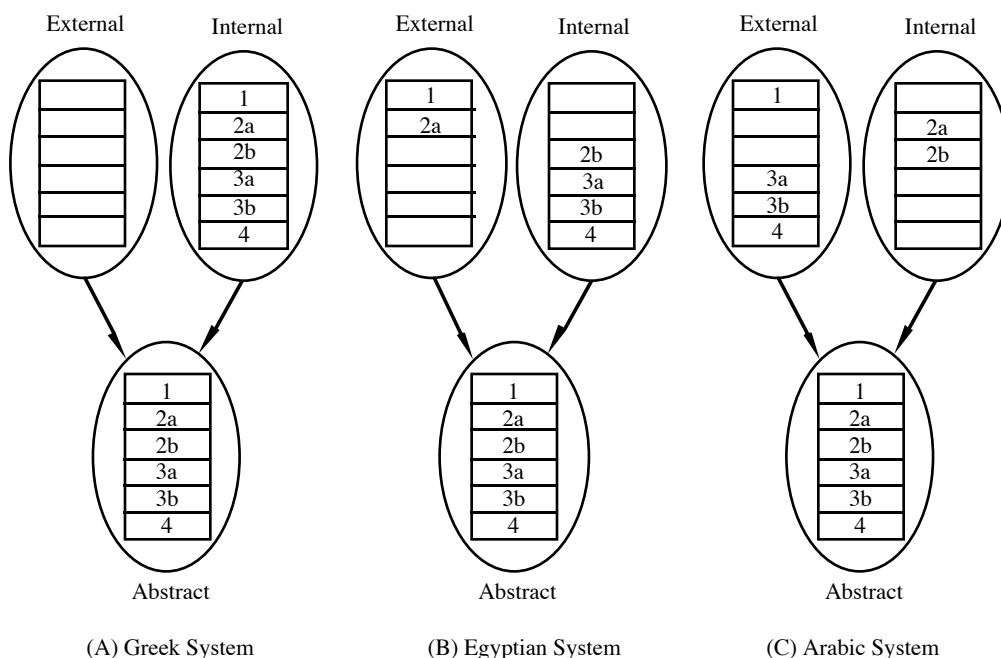 External Internal External Internal External Internal
1 1 1
2a 2a 2a
2b 2b 2b
3a 3a 3a
3b 3b 3b
4 4 4
1 1 1
2a 2a 2a
2b 2b 2b
3a 3a 3a
3b 3b 3b
4 4 4
Abstract Abstract Abstract
(A) Greek System (B) Egyptian System (C) Arabic System